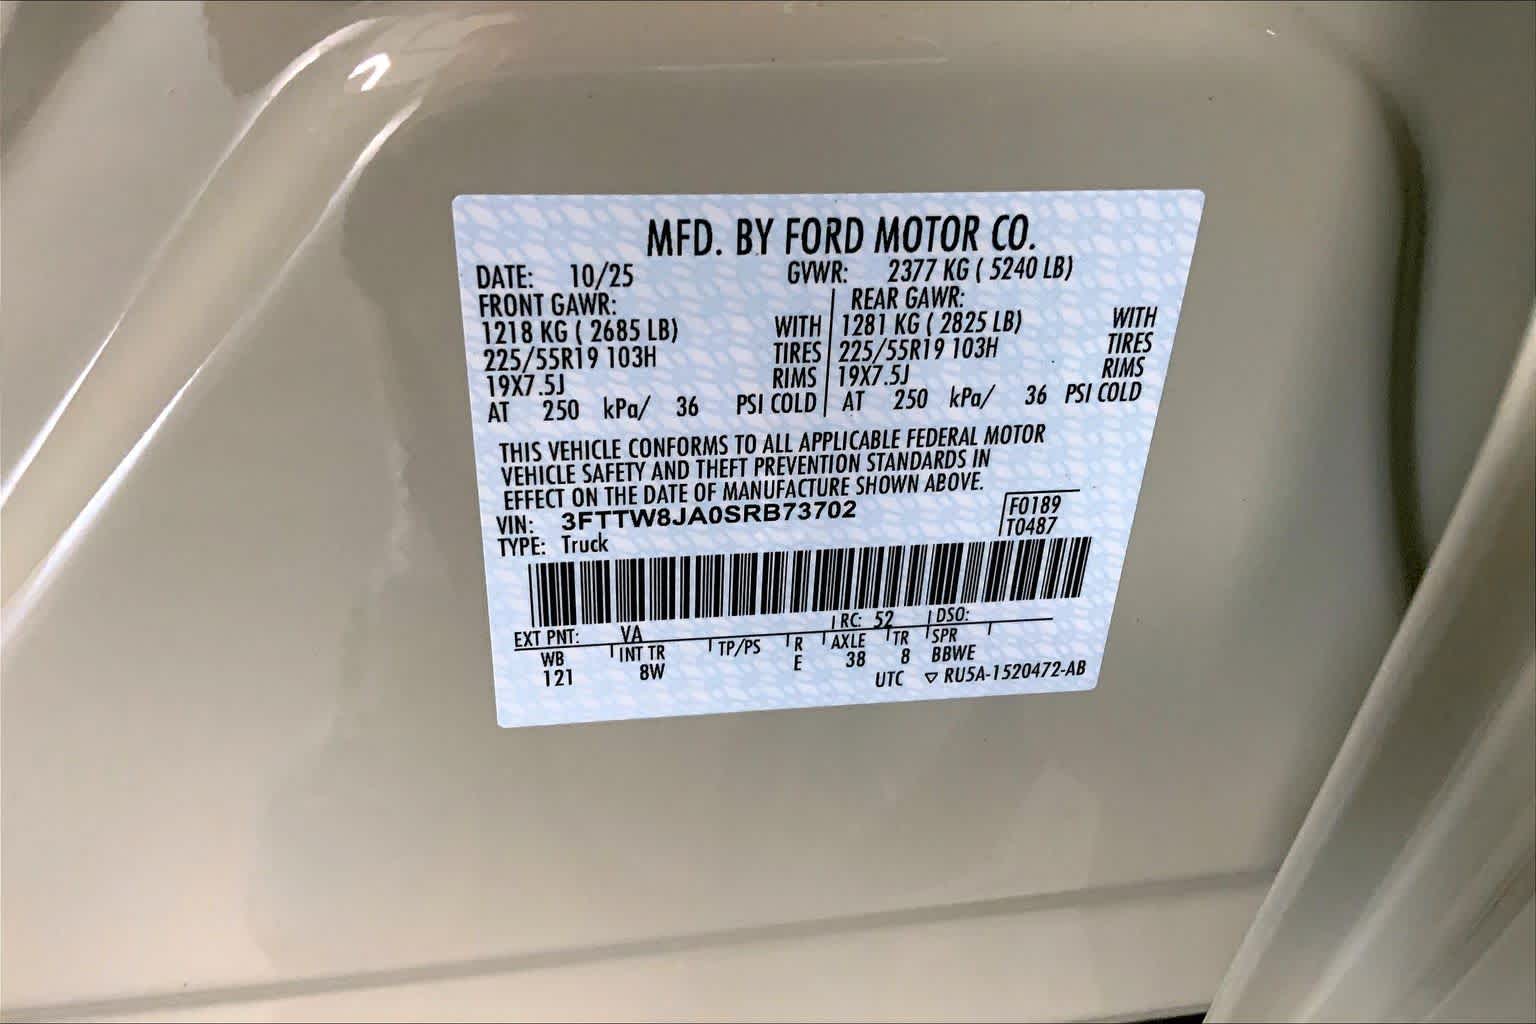 MFD. BY FORD MOTOR CO.
DATE: 10/25 GVWR: 2377 KG ( 5240 LB)
FRONT GAWR: REAR GAWR:
1218 KG ( 2685 LB) WITH 1281 KG ( 2825 LB) WITH
225/55R19 103H TIRES 225/55R19 103H TIRES
19X7.5J RIMS 19X7.5J RIMS
AT 250 kPa/ 36 PSI COLD AT 250 kPa/ 36 PSI COLD
THIS VEHICLE CONFORMS TO ALL APPLICABLE FEDERAL MOTOR
VEHICLE SAFETY AND THEFT PREVENTION STANDARDS IN
EFFECT ON THE DATE OF MANUFACTURE SHOWN ABOVE.
VIN: 3FTTW8JA0SRB73702 F0189
TYPE: Truck T0487
EXT PNT: VA RC: 52 DSO:
WB INT TR TP/PS R AXLE TR SPR
121 8W E 38 8 BBWE
UTC ▽ RU5A-1520472-AB